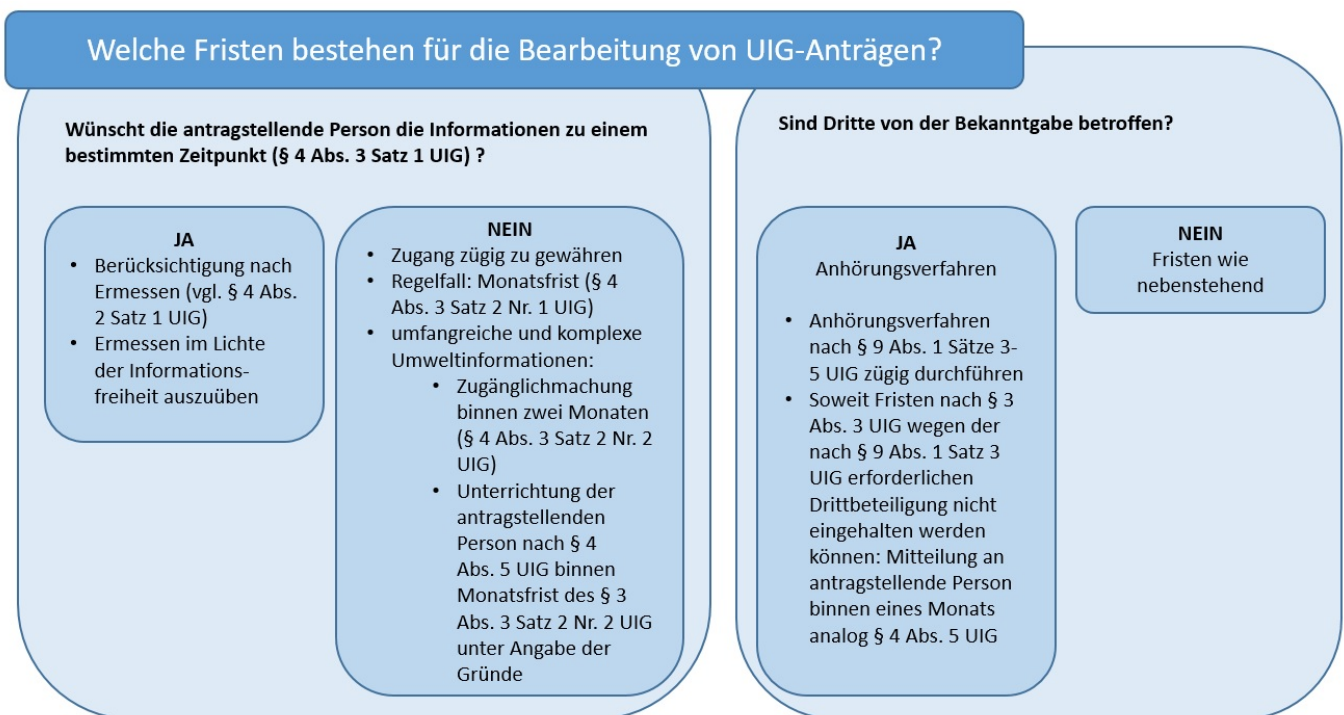 Welche Fristen bestehen für die Bearbeitung von UIG-Anträgen?
Wünscht die antragstellende Person die Informationen zu einem
bestimmten Zeitpunkt (§ 4 Abs. 3 Satz 1 UIG) ?
JA
• Berücksichtigung nach
Ermessen (vgl. § 4 Abs.
2 Satz 1 UIG)
• Ermessen im Lichte
der Informations-
freiheit auszuüben
NEIN
• Zugang zügig zu gewähren
• Regelfall: Monatsfrist (§
4 Abs. 3 Satz 2 Nr. 1 UIG)
• umfangreiche und komplexe
Umweltinformationen:
• Zugänglichmachung
binnen zwei Monaten
(§ 4 Abs. 3 Satz 2 Nr. 2
UIG)
• Unterrichtung der
antragstellenden
Person nach § 4
Abs. 5 UIG binnen
Monatsfrist des § 3
Abs. 3 Satz 2 Nr. 2 UIG
unter Angabe der
Gründe
Sind Dritte von der Bekanntgabe betroffen?
JA
Anhörungsverfahren
• Anhörungsverfahren
nach § 9 Abs. 1 Sätze 3-
5 UIG zügig durchführen
• Soweit Fristen nach § 3
Abs. 3 UIG wegen der
nach § 9 Abs. 1 Satz 3
UIG erforderlichen
Drittbeteiligung nicht
eingehalten werden
können: Mitteilung an
antragstellende Person
binnen eines Monats
analog § 4 Abs. 5 UIG
NEIN
Fristen wie
nebenstehend